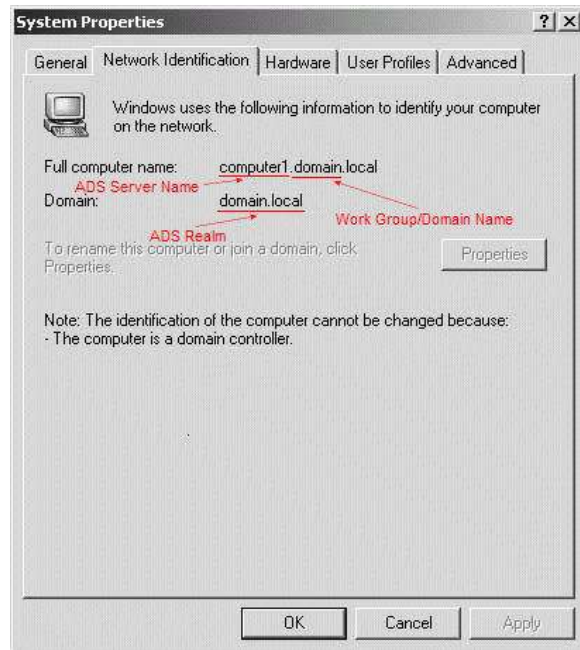 System Properties
General Network Identification Hardware User Profiles Advanced
Windows uses the following information to identify your computer
on the network.
Full computer name: computer1.domain.local
ADS Server Name
Domain: domain.local
Work Group/Domain Name
ADS Realm
To rename this computer or join a domain, click
Properties.
Properties
Note: The identification of the computer cannot be changed because:
- The computer is a domain controller.
OK Cancel Apply